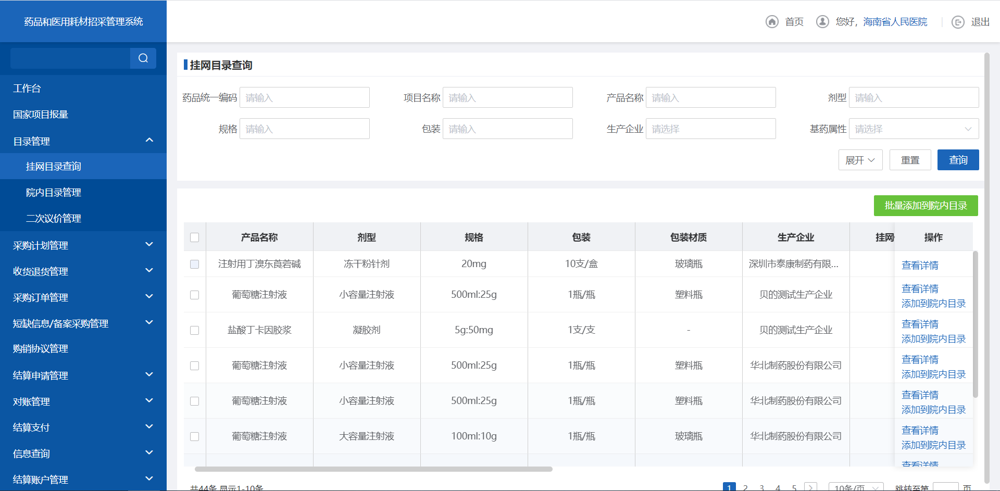 药品和医用耗材招采管理系统
首页 您好，海南省人民医院 退出
工作台
国家项目报量
目录管理
挂网目录查询
院内目录管理
二次议价管理
采购计划管理
收货退货管理
采购订单管理
短缺信息/备案采购管理
购销协议管理
结算申请管理
对账管理
结算支付
信息查询
结算账户管理
挂网目录查询
药品统一编码 请输入 项目名称 请输入 产品名称 请输入 剂型 请输入
规格 请输入 包装 请输入 生产企业 请选择 基药属性 请选择
展开 重置 查询
批量添加到院内目录
产品名称 剂型 规格 包装 包装材质 生产企业 挂网 操作
注射用丁溴东莨菪碱 冻干粉针剂 20mg 10支/盒 玻璃瓶 深圳市泰康制药有限... 查看详情
葡萄糖注射液 小容量注射液 500ml:25g 1瓶/瓶 塑料瓶 贝的测试生产企业 查看详情
添加到院内目录
盐酸丁卡因胶浆 凝胶剂 5g:50mg 1支/支 - 贝的测试生产企业 查看详情
添加到院内目录
葡萄糖注射液 小容量注射液 500ml:25g 1瓶/瓶 塑料瓶 华北制药股份有限公司 查看详情
添加到院内目录
葡萄糖注射液 小容量注射液 500ml:25g 1瓶/瓶 塑料瓶 华北制药股份有限公司 查看详情
添加到院内目录
葡萄糖注射液 大容量注射液 100ml:10g 1瓶/瓶 玻璃瓶 华北制药股份有限公司 查看详情
添加到院内目录
查看详情
共44条 显示1-10条 1 2 3 4 5 10条/页 跳转至第 页